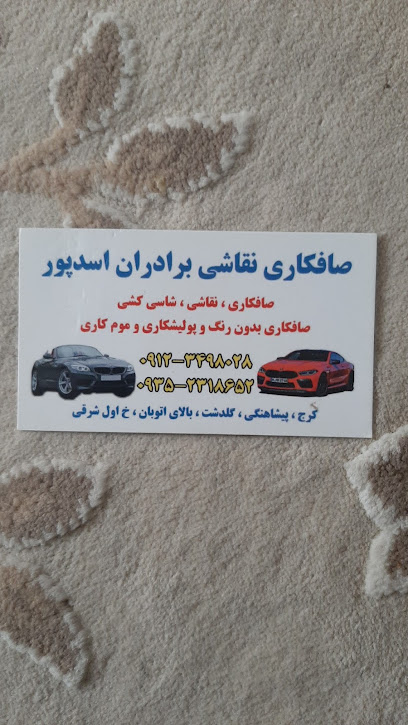 صافکاری نقاشی برادران اسدپور
صافکاری ، نقاشی ، شاسی کشی
صافکاری بدون رنگ و پولیشکاری و موم کاری
۰۹۱۲-۳۴۹۸۰۲۸
۰۹۳۵-۲۳۱۸۶۵۲
کرج ، پیشاهنگی ، گلدشت ، بالای اتوبان ، خ اول شرقی